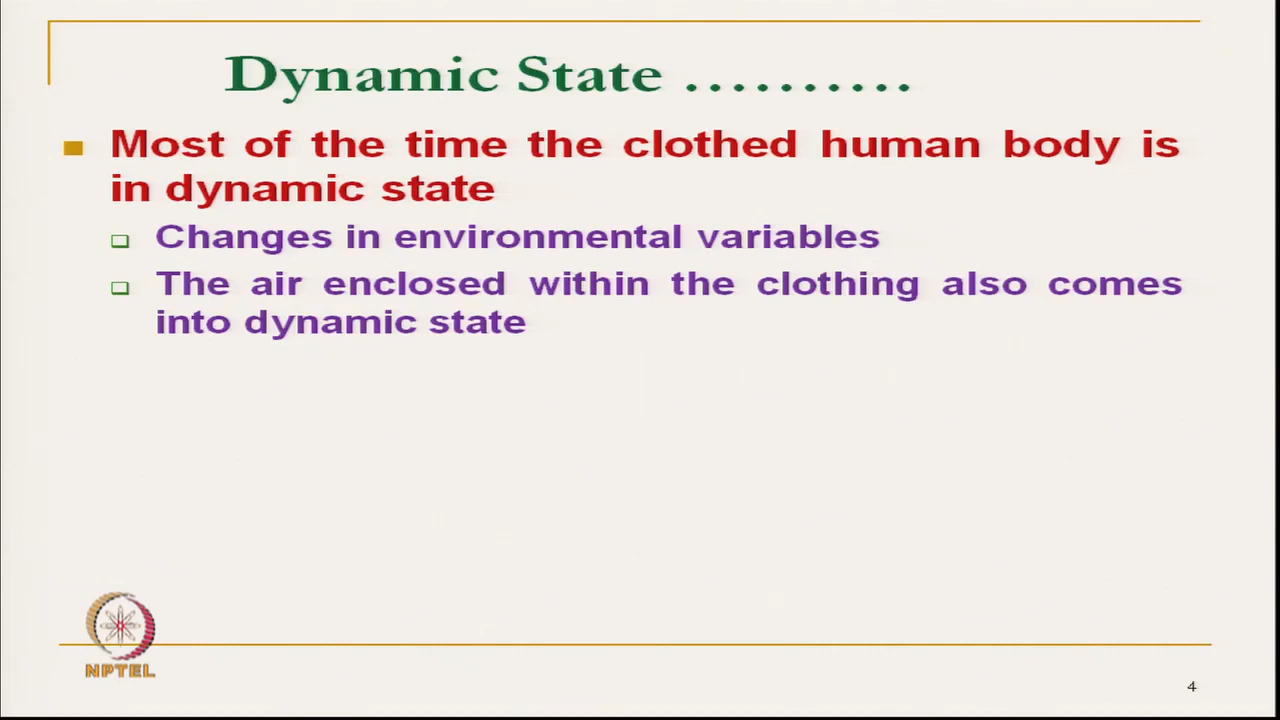 Dynamic State ..........
Most of the time the clothed human body is
in dynamic state
Changes in environmental variables
The air enclosed within the clothing also comes
into dynamic state
NPTEL
4